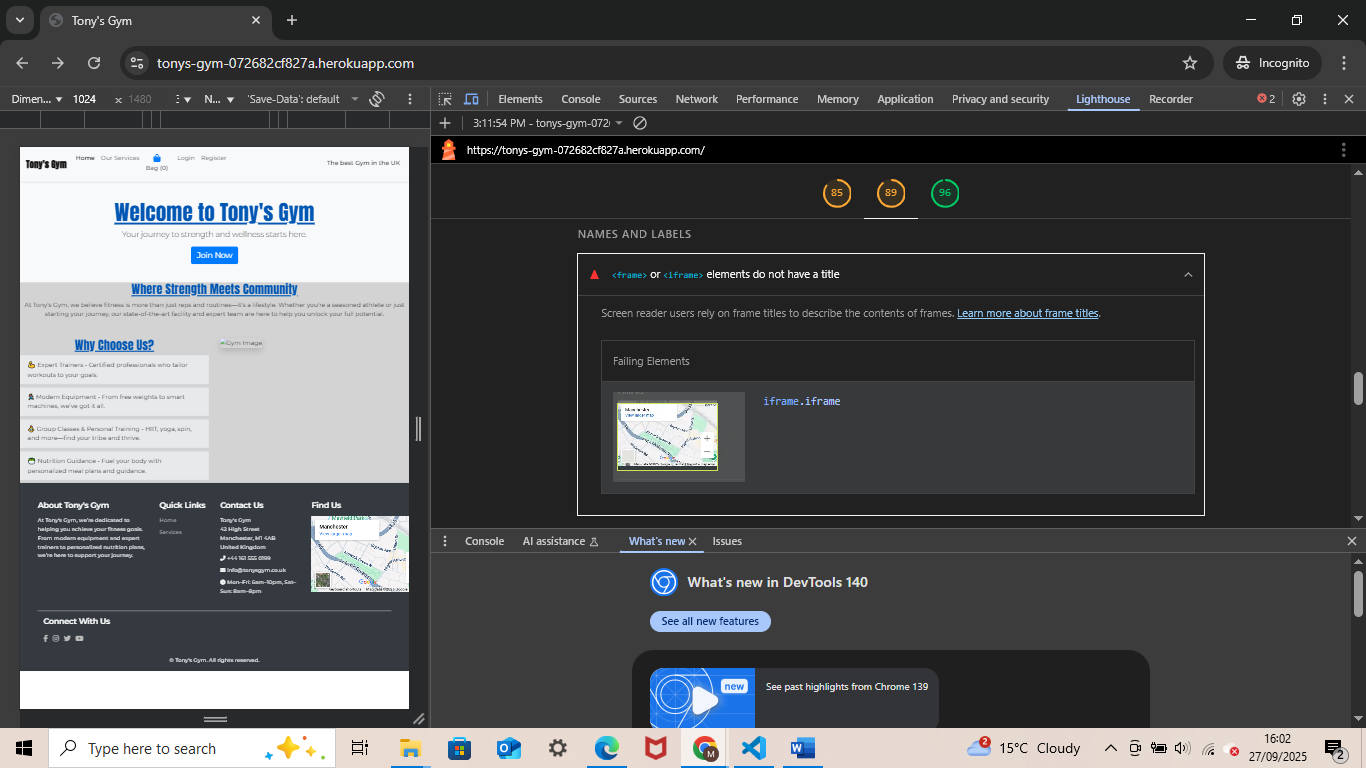 Tony's Gym
tonys-gym-072682cf827a.herokuapp.com
Incognito
Dimen...
1024
×
1480
N...
'Save-Data': default
Elements
Console
Sources
Network
Performance
Memory
Application
Privacy and security
Lighthouse
Recorder
2
3:11:54 PM - tonys-gym-072
https://tonys-gym-072682cf827a.herokuapp.com/
85
89
96
NAMES AND LABELS
<frame> or <iframe> elements do not have a title
Screen reader users rely on frame titles to describe the contents of frames. Learn more about frame titles.
Failing Elements
Manchester
View larger map
iframe.iframe
Console
AI assistance
What's new
Issues
What's new in DevTools 140
See all new features
new
See past highlights from Chrome 139
Tony's Gym
Home
Our Services
Bag (0)
Login
Register
The best Gym in the UK
Welcome to Tony's Gym
Your journey to strength and wellness starts here.
Join Now
Where Strength Meets Community
At Tony's Gym, we believe fitness is more than just reps and routines—it's a lifestyle. Whether you're a seasoned athlete or just
starting your journey, our state-of-the-art facility and expert team are here to help you unlock your full potential.
Why Choose Us?
Gym Image
💪 Expert Trainers - Certified professionals who tailor
workouts to your goals.
Modern Equipment - From free weights to smart
machines, we've got it all.
Group Classes & Personal Training - HIIT, yoga, spin,
and more—find your tribe and thrive.
Nutrition Guidance - Fuel your body with
personalized meal plans and guidance.
About Tony's Gym
At Tony's Gym, we're dedicated to
helping you achieve your fitness goals.
From modern equipment and expert
trainers to personalized nutrition plans,
we're here to support your journey.
Quick Links
Home
Services
Contact Us
Tony's Gym
42 High Street
Manchester, M1 4AB
United Kingdom
+44 161 555 0199
info@tonysgym.co.uk
Mon–Fri: 6am–10pm, Sat–
Sun: 8am–8pm
Find Us
Manchester
View larger map
Connect With Us
© Tony's Gym. All rights reserved.
Type here to search
2
15°C Cloudy
16:02
27/09/2025
2